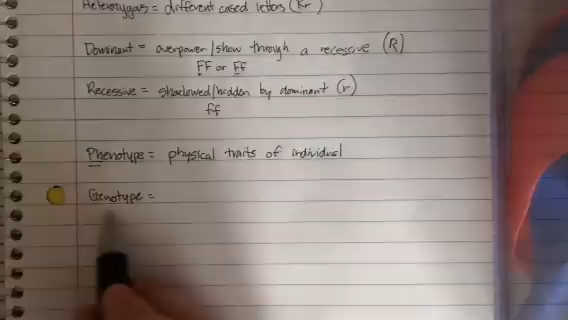 Heterozygous = different cased letters (Rr)
Dominant = overpower/show through a recessive (R)
FF or Ff
Recessive = shadowed/hidden by dominant (r)
ff
Phenotype = physical traits of individual
Genotype =